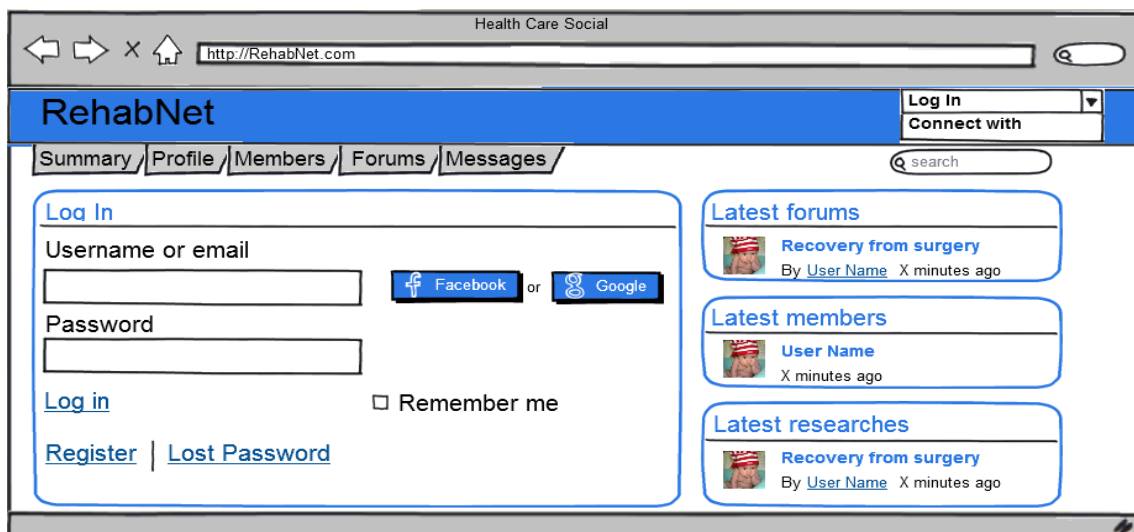 Health Care Social
http://RehabNet.com
RehabNet
Log In
Connect with
Summary Profile Members Forums Messages
search
Log In
Username or email
Facebook or Google
Password
Log in
Remember me
Register | Lost Password
Latest forums
Recovery from surgery
By User Name X minutes ago
Latest members
User Name
X minutes ago
Latest researches
Recovery from surgery
By User Name X minutes ago